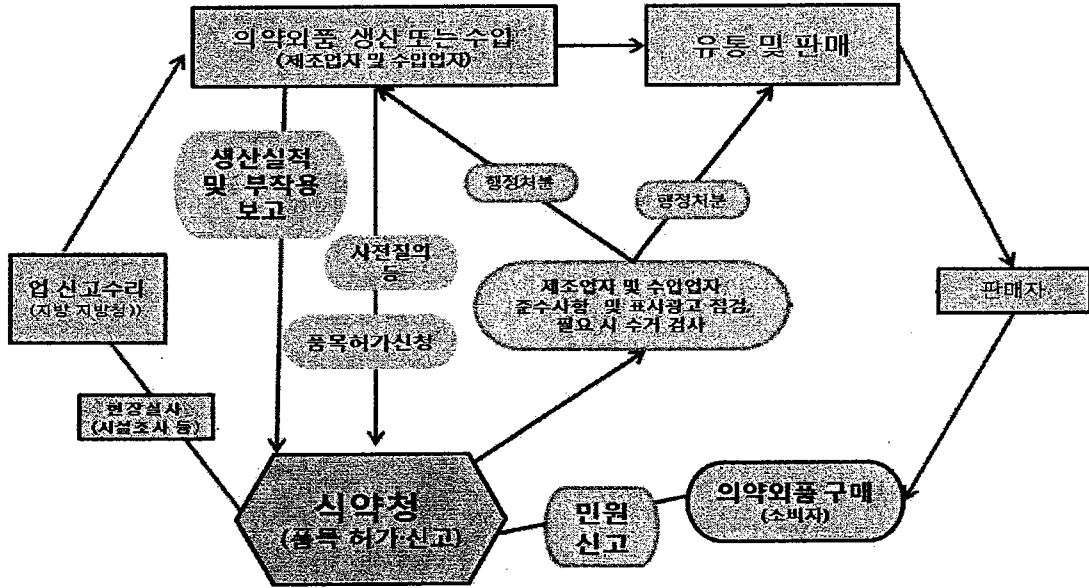 의약외품 생산 또는 수입
(제조업자 및 수입업자)
유통 및 판매
생산실적
및 부작용
보고
행정처분
행정처분
사전질의
등
업 신고수리
(지방 지방청))
제조업자 및 수입업자
준수사항 및 표시광고 점검,
필요 시 수거 검사
판매자
품목허가신청
현장실사
(시설조사 등)
식약청
(품목 허가·신고)
민원
신고
의약외품 구매
(소비자)